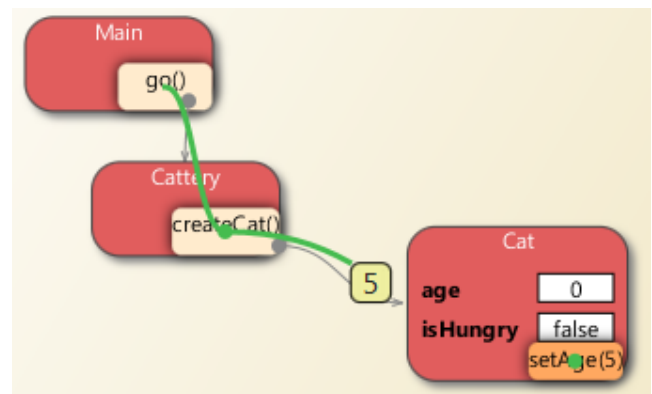 Main
go()
Cattery
createCat()
5
Cat
age 0
isHungry false
setAge(5)